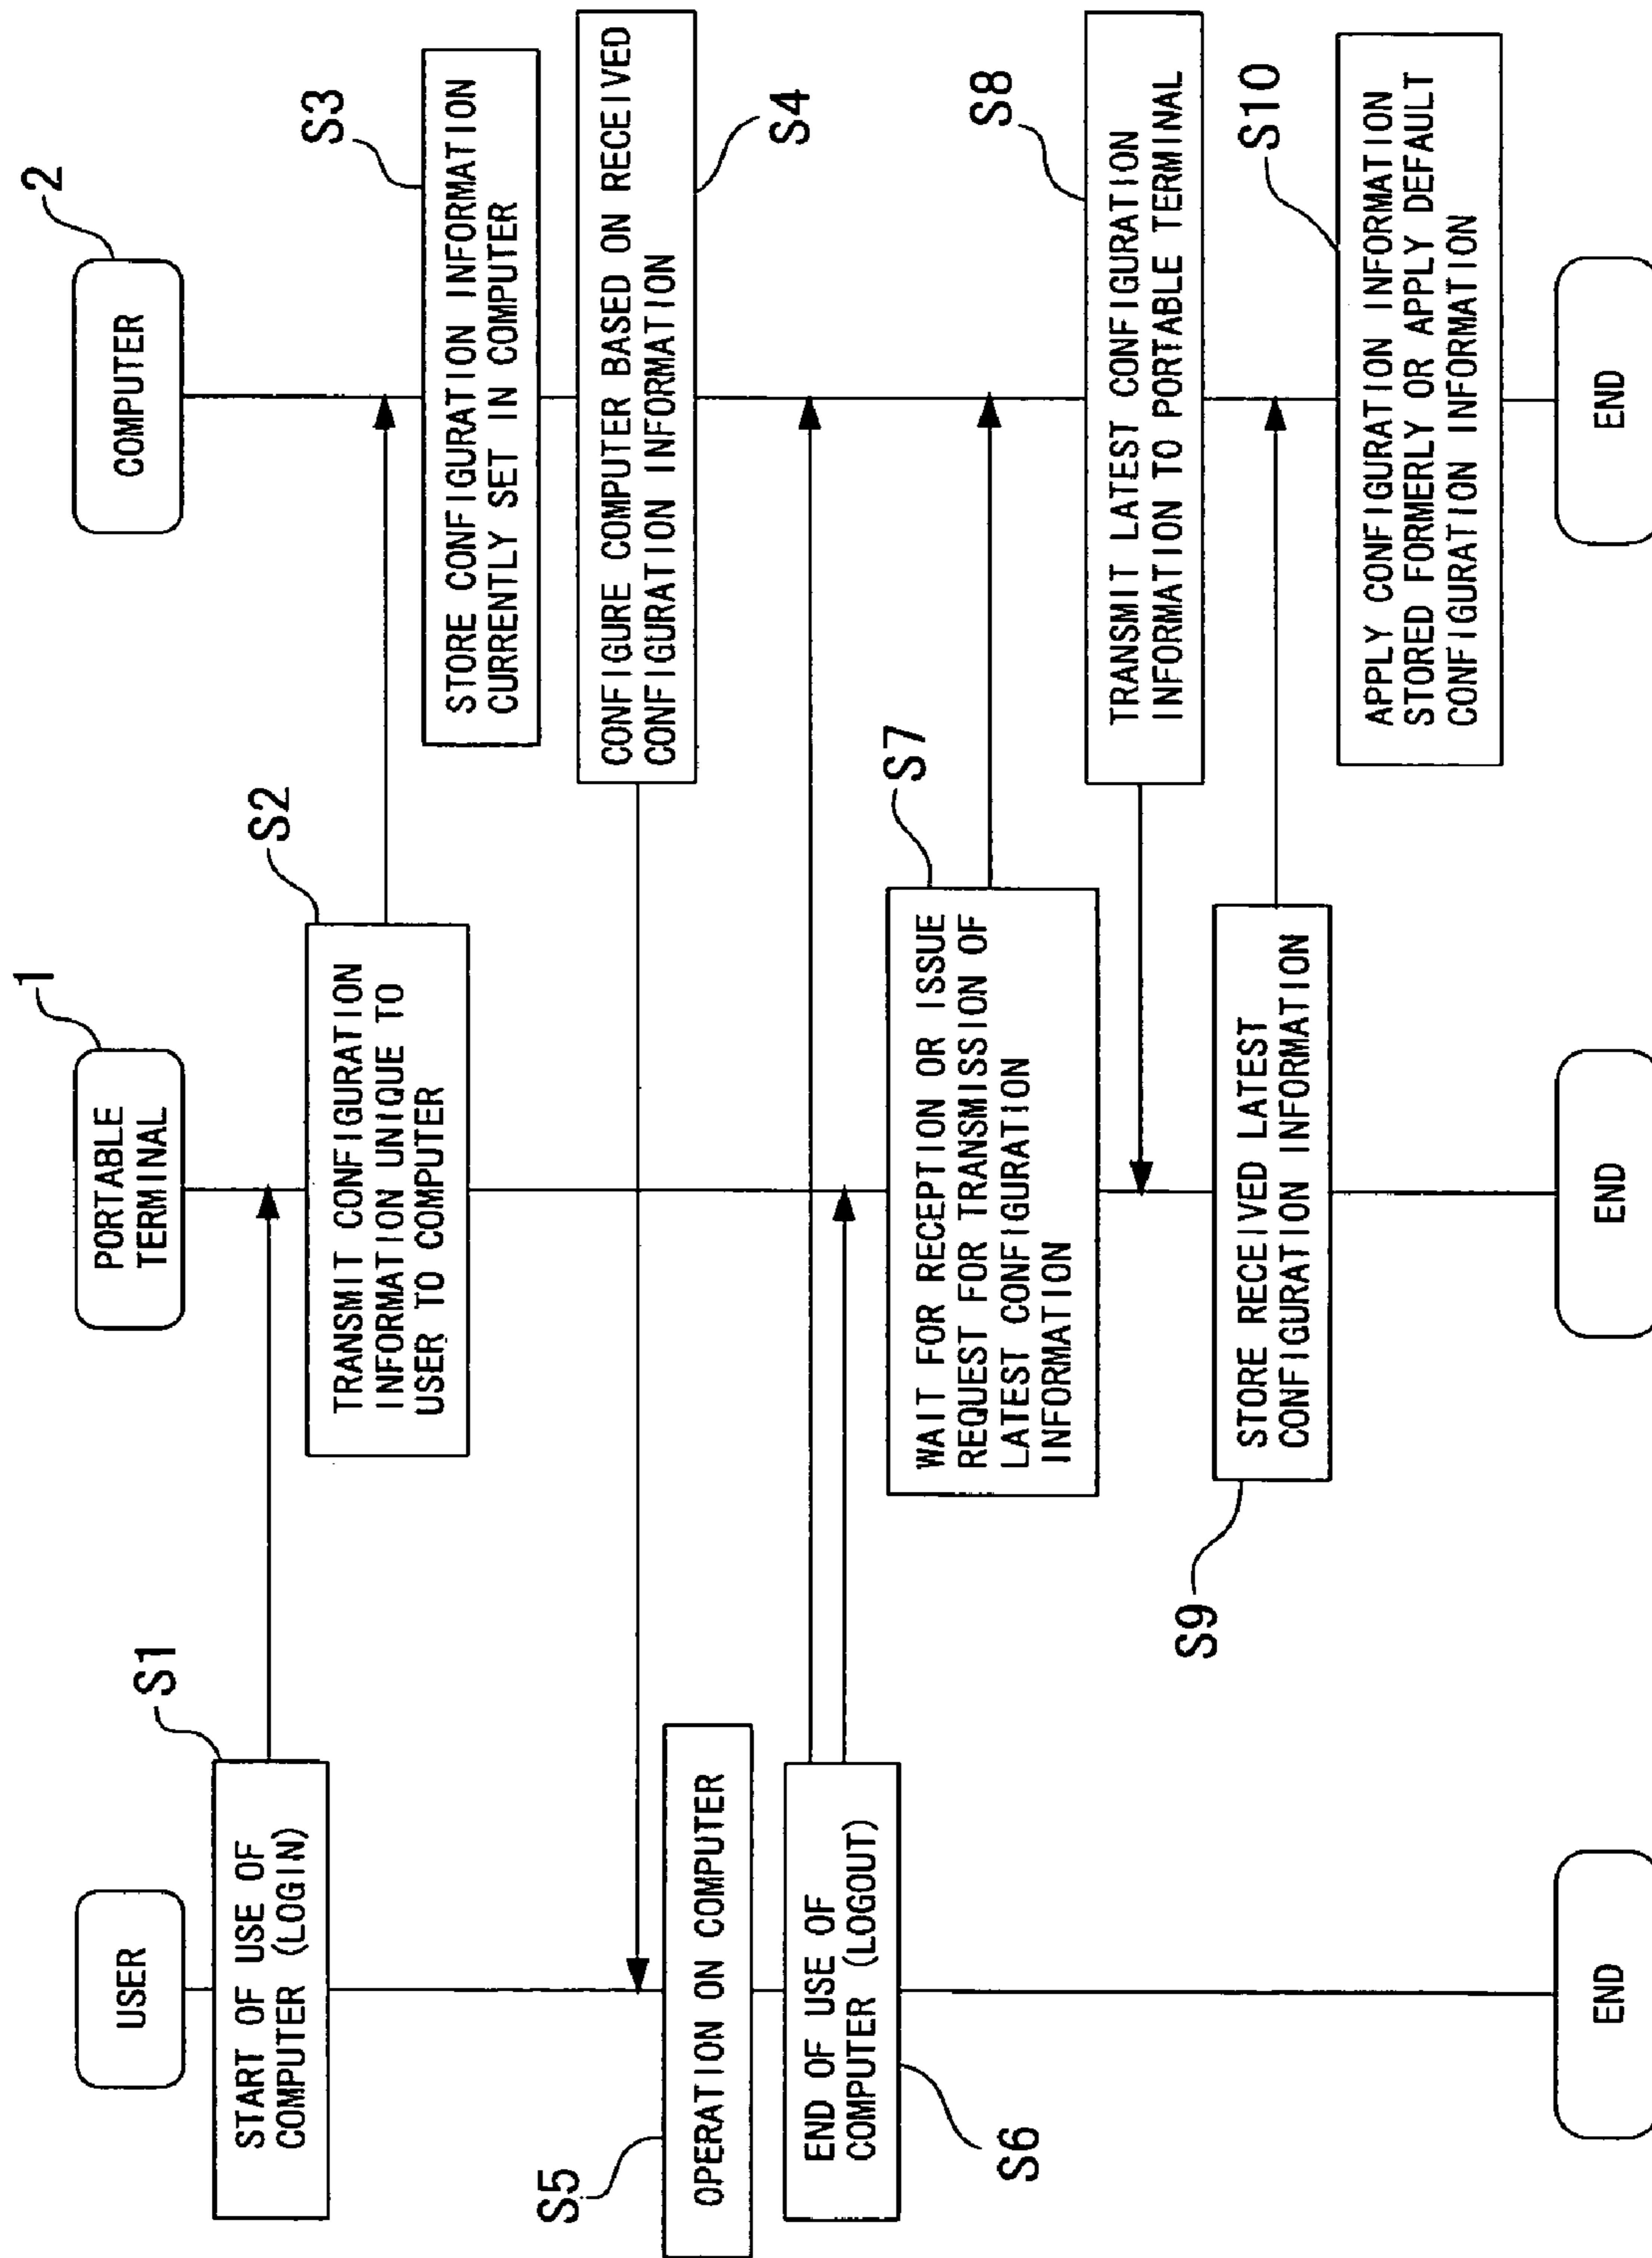 USER
PORTABLE
TERMINAL
1
COMPUTER
2
START OF USE OF
COMPUTER (LOGIN)
S1
TRANSMIT CONFIGURATION
INFORMATION UNIQUE TO
USER TO COMPUTER
S2
STORE CONFIGURATION INFORMATION
CURRENTLY SET IN COMPUTER
S3
CONFIGURE COMPUTER BASED ON RECEIVED
CONFIGURATION INFORMATION
S4
S5
OPERATION ON COMPUTER
END OF USE OF
COMPUTER (LOGOUT)
S6
WAIT FOR RECEPTION OR ISSUE
REQUEST FOR TRANSMISSION OF
LATEST CONFIGURATION
INFORMATION
S7
TRANSMIT LATEST CONFIGURATION
INFORMATION TO PORTABLE TERMINAL
S8
S9
STORE RECEIVED LATEST
CONFIGURATION INFORMATION
APPLY CONFIGURATION INFORMATION
STORED FORMERLY OR APPLY DEFAULT
CONFIGURATION INFORMATION
S10
END
END
END